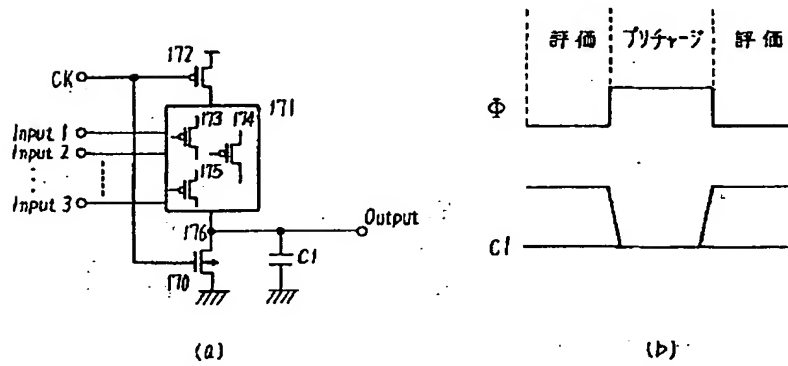 172
CK
171
173 174
Input 1
Input 2
175
Input 3
176
Output
C1
170
(a)
評価 プリチャージ 評価
Φ
C1
(b)